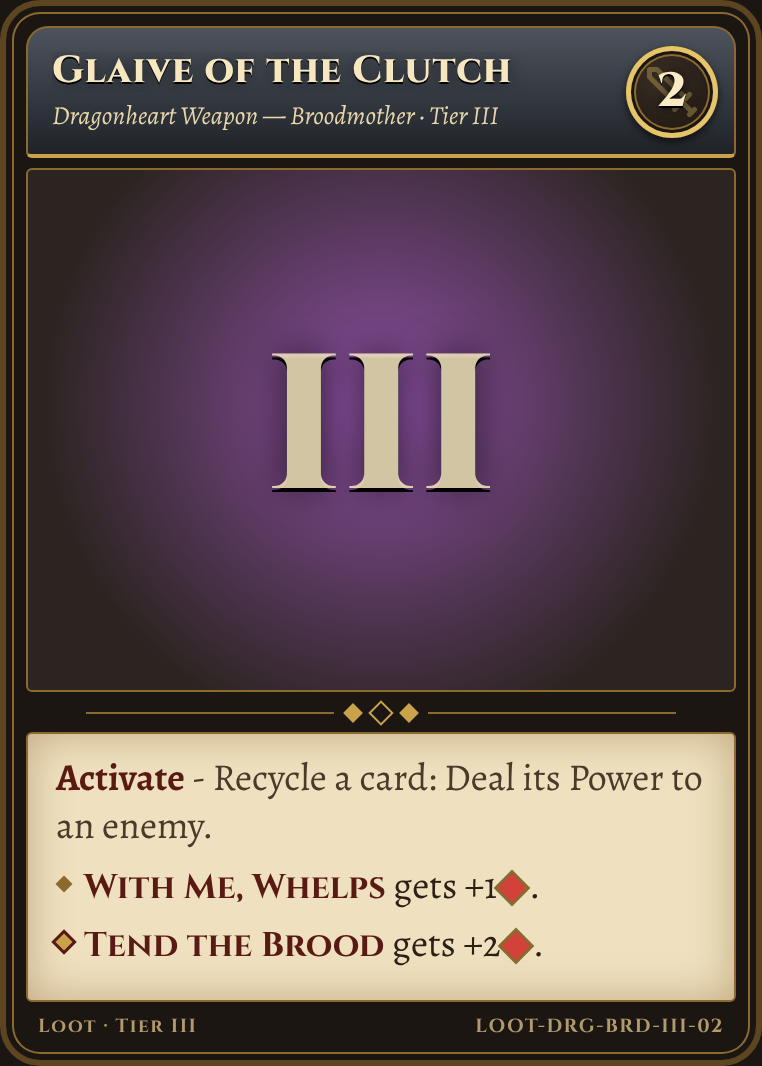 Glaive of the Clutch
Dragonheart Weapon — Broodmother · Tier III
2
III
Activate - Recycle a card: Deal its Power to
an enemy.
With Me, Whelps gets +1.
Tend the Brood gets +2.
Loot · Tier III
LOOT-DRG-BRD-III-02